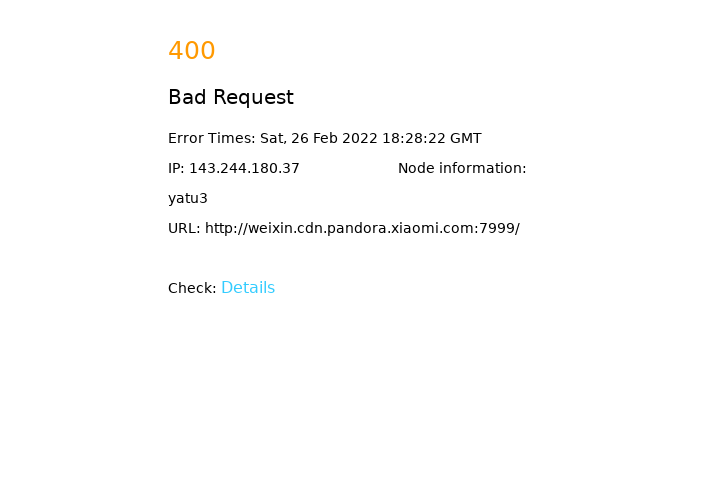 400
Bad Request
Error Times: Sat, 26 Feb 2022 18:28:22 GMT
IP: 143.244.180.37 Node information:
yatu3
URL: http://weixin.cdn.pandora.xiaomi.com:7999/
Check: Details